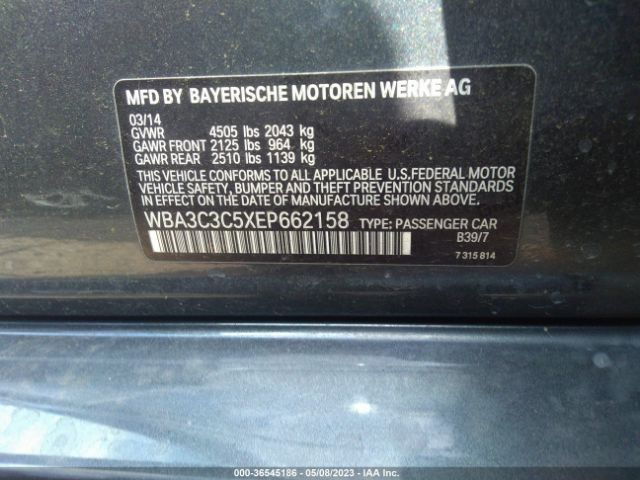 MFD BY BAYERISCHE MOTOREN WERKE AG
03/14
GVWR 4505 lbs 2043 kg
GAWR FRONT 2125 lbs 964 kg
GAWR REAR 2510 lbs 1139 kg
THIS VEHICLE CONFORMS TO ALL APPLICABLE U.S.FEDERAL MOTOR
VEHICLE SAFETY, BUMPER AND THEFT PREVENTION STANDARDS
IN EFFECT ON THE DATE OF MANUFACTURE SHOWN ABOVE.
WBA3C3C5XEP662158 TYPE: PASSENGER CAR
B39/7
7 315 814
000-36545186 - 05/08/2023 - IAA Inc.